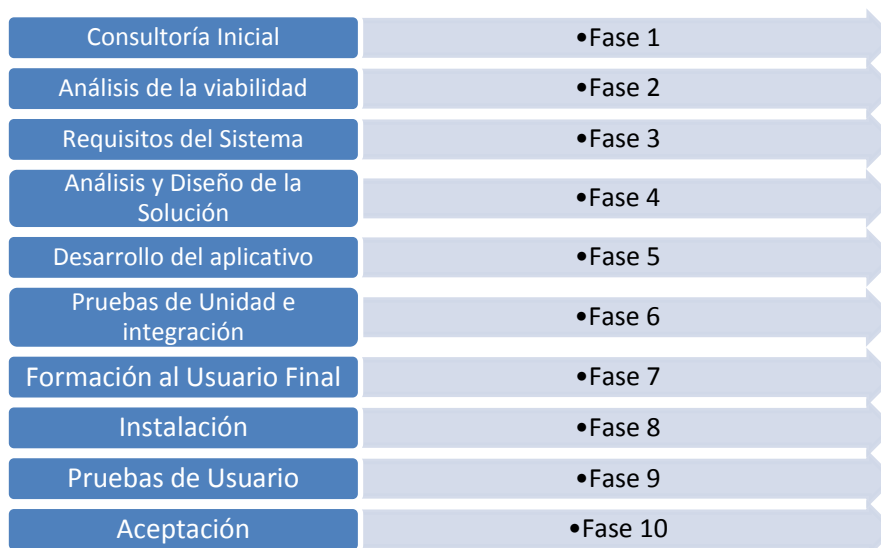 Consultoría Inicial
•Fase 1
Análisis de la viabilidad
•Fase 2
Requisitos del Sistema
•Fase 3
Análisis y Diseño de la
Solución
•Fase 4
Desarrollo del aplicativo
•Fase 5
Pruebas de Unidad e
integración
•Fase 6
Formación al Usuario Final
•Fase 7
Instalación
•Fase 8
Pruebas de Usuario
•Fase 9
Aceptación
•Fase 10